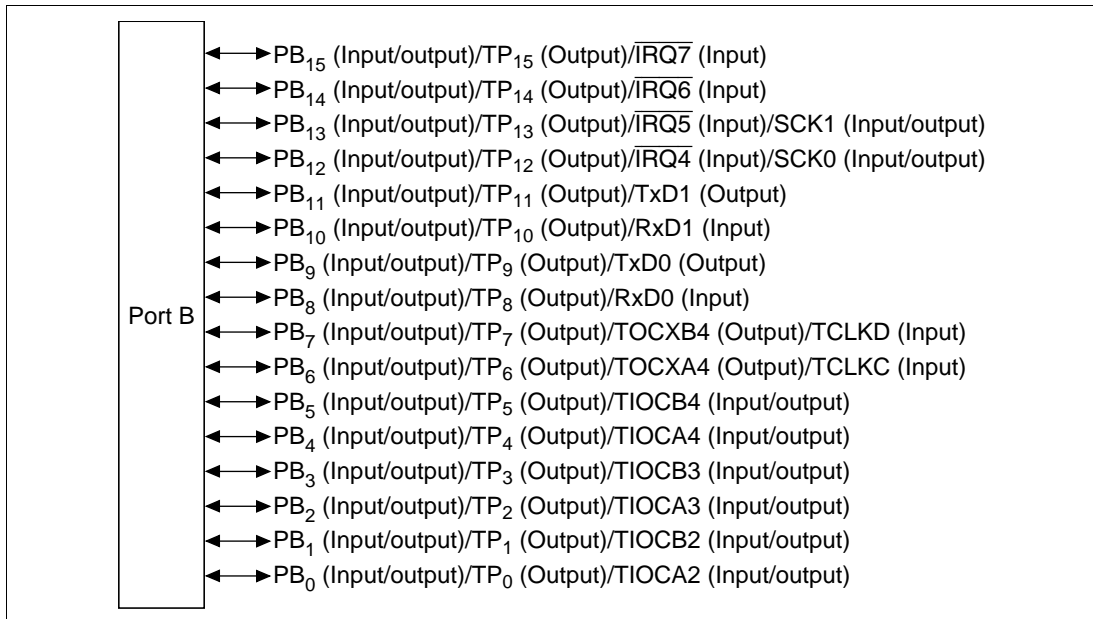 PB15 (Input/output)/TP15 (Output)/I̅R̅Q̅7̅ (Input)
PB14 (Input/output)/TP14 (Output)/I̅R̅Q̅6̅ (Input)
PB13 (Input/output)/TP13 (Output)/I̅R̅Q̅5̅ (Input)/SCK1 (Input/output)
PB12 (Input/output)/TP12 (Output)/I̅R̅Q̅4̅ (Input)/SCK0 (Input/output)
PB11 (Input/output)/TP11 (Output)/TxD1 (Output)
PB10 (Input/output)/TP10 (Output)/RxD1 (Input)
PB9 (Input/output)/TP9 (Output)/TxD0 (Output)
PB8 (Input/output)/TP8 (Output)/RxD0 (Input)
Port B
PB7 (Input/output)/TP7 (Output)/TOCXB4 (Output)/TCLKD (Input)
PB6 (Input/output)/TP6 (Output)/TOCXA4 (Output)/TCLKC (Input)
PB5 (Input/output)/TP5 (Output)/TIOCB4 (Input/output)
PB4 (Input/output)/TP4 (Output)/TIOCA4 (Input/output)
PB3 (Input/output)/TP3 (Output)/TIOCB3 (Input/output)
PB2 (Input/output)/TP2 (Output)/TIOCA3 (Input/output)
PB1 (Input/output)/TP1 (Output)/TIOCB2 (Input/output)
PB0 (Input/output)/TP0 (Output)/TIOCA2 (Input/output)